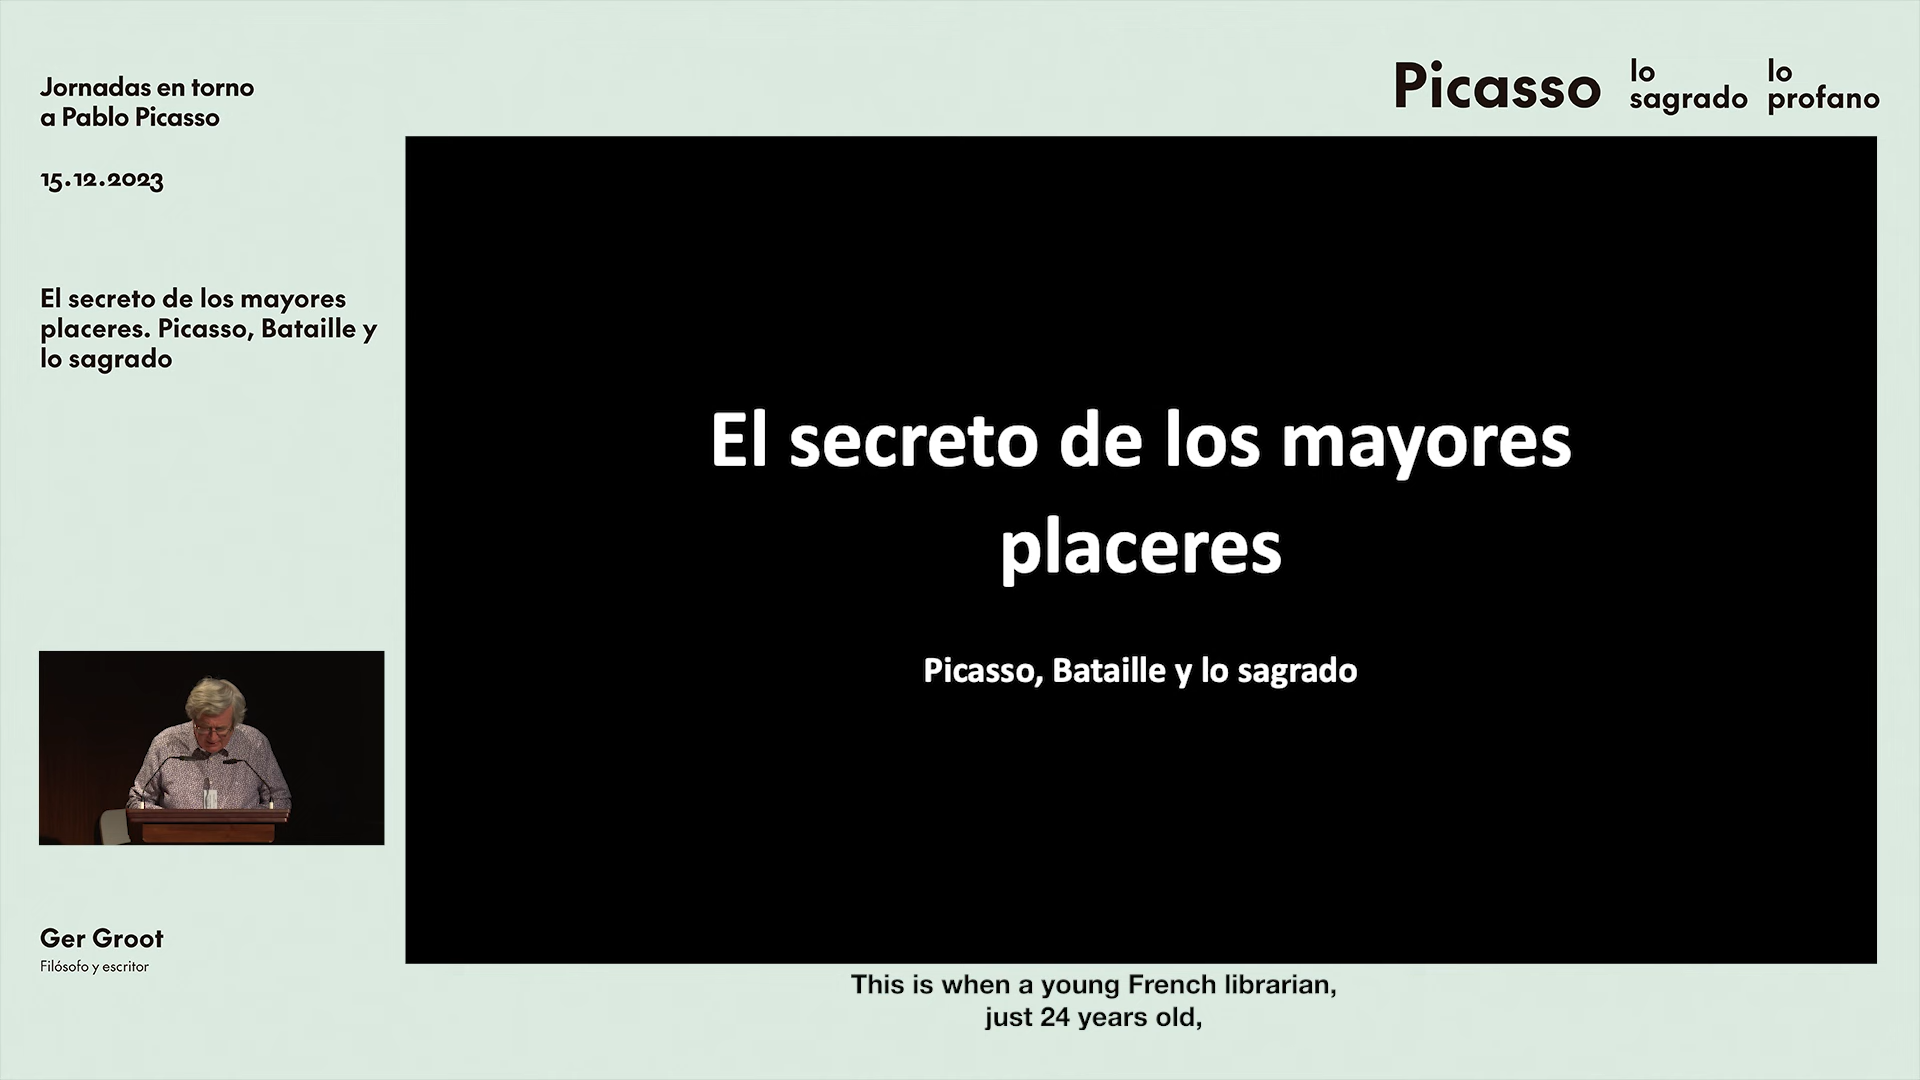 Jornadas en torno
a Pablo Picasso
15.12.2023
Picasso
lo
sagrado
lo
profano
El secreto de los mayores
placeres. Picasso, Bataille y
lo sagrado
El secreto de los mayores
placeres
Picasso, Bataille y lo sagrado
Ger Groot
Filósofo y escritor
This is when a young French librarian,
just 24 years old,